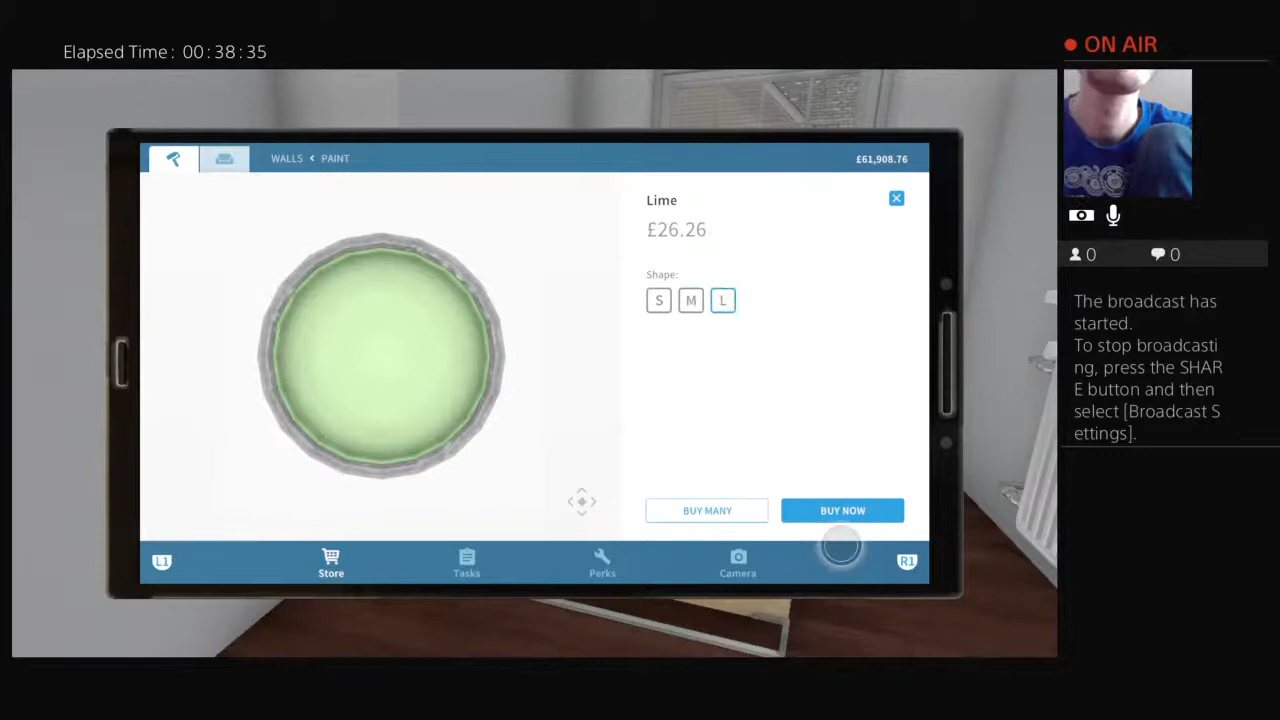 Elapsed Time: 00:38:35
ON AIR
WALLS < PAINT
£61,908.76
Lime
£26.26
Shape:
S M L
BUY MANY
BUY NOW
L1
Store
Tasks
Perks
Camera
R1
0
0
The broadcast has
started.
To stop broadcasti
ng, press the SHAR
E button and then
select [Broadcast S
ettings].